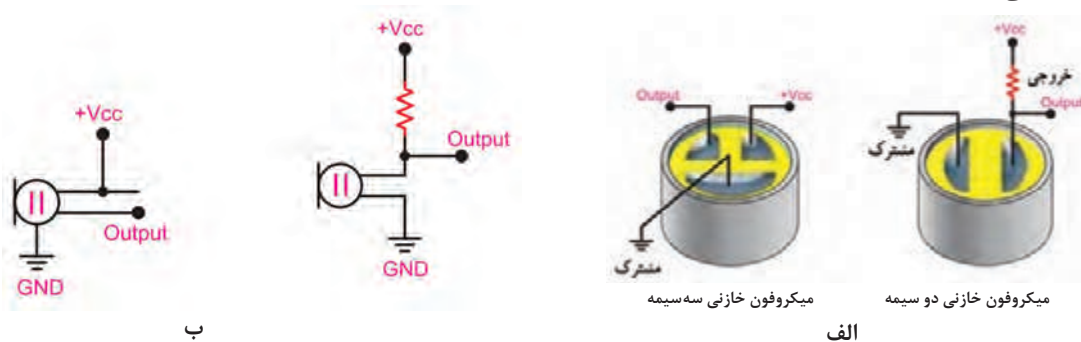 +Vcc
Output
GND
+Vcc
Output
GND
ب
Output
+Vcc
مشترک
میکروفون خازنی سه‌سیمه
+Vcc
خروجی
Output
مشترک
میکروفون خازنی دو سیمه
الف